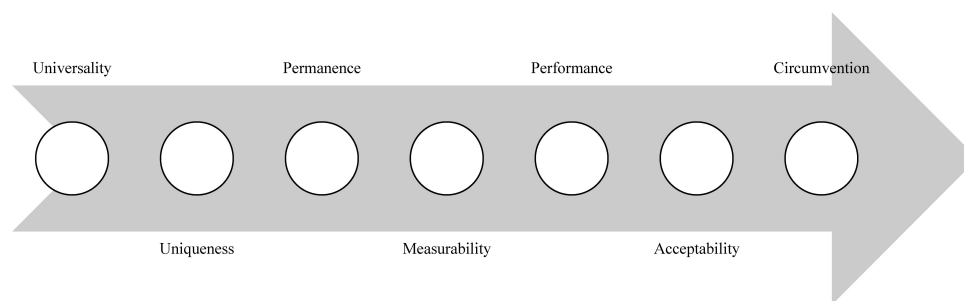 Universality
Permanence
Performance
Circumvention
Uniqueness
Measurability
Acceptability